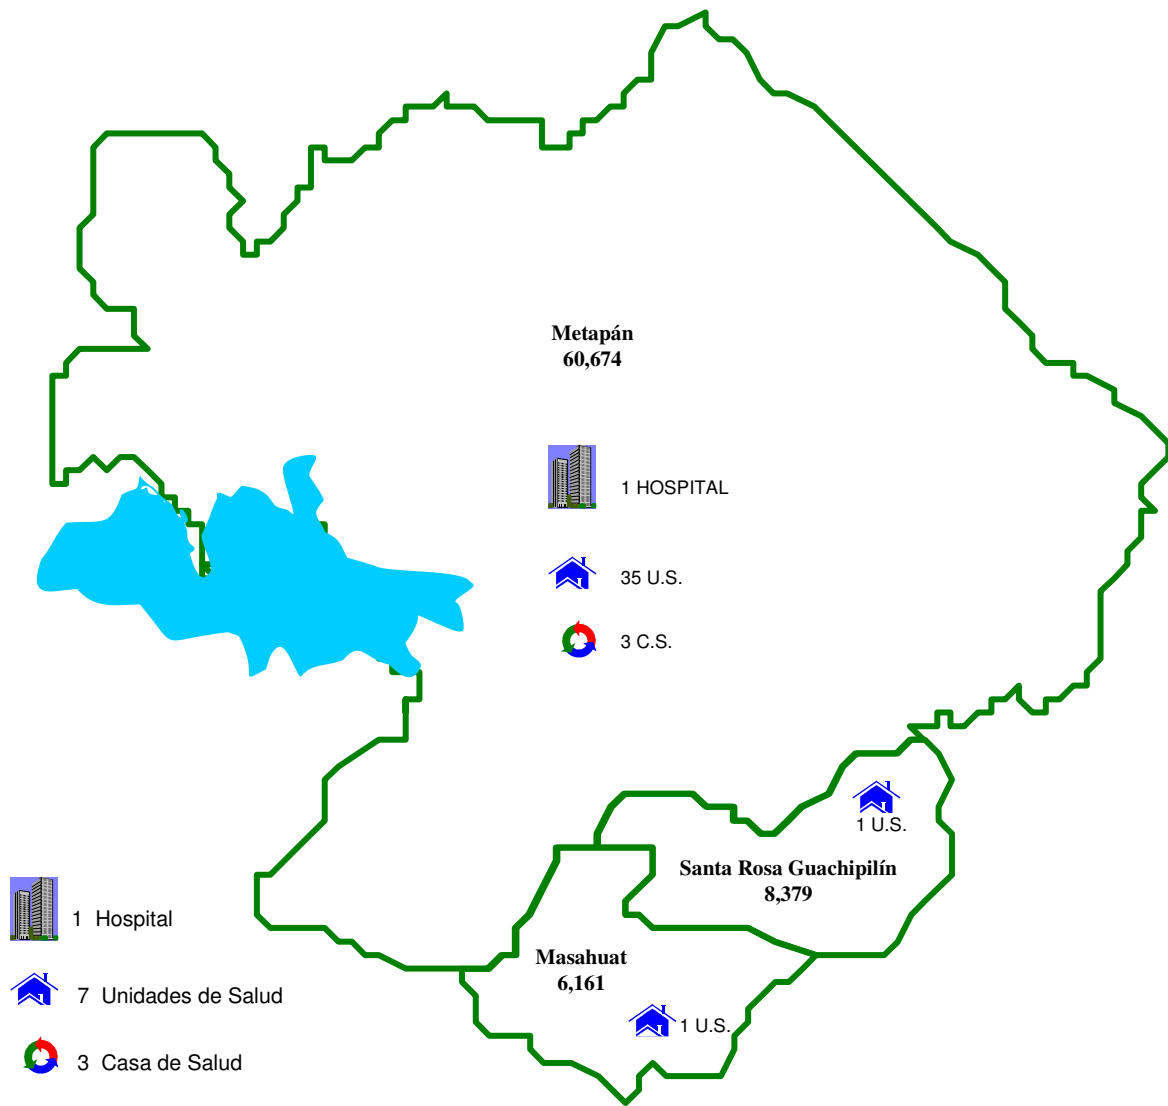 Metapán
60,674
1 HOSPITAL
35 U.S.
3 C.S.
1 U.S.
Santa Rosa Guachipilín
8,379
Masahuat
6,161
1 U.S.
1 Hospital
7 Unidades de Salud
3 Casa de Salud